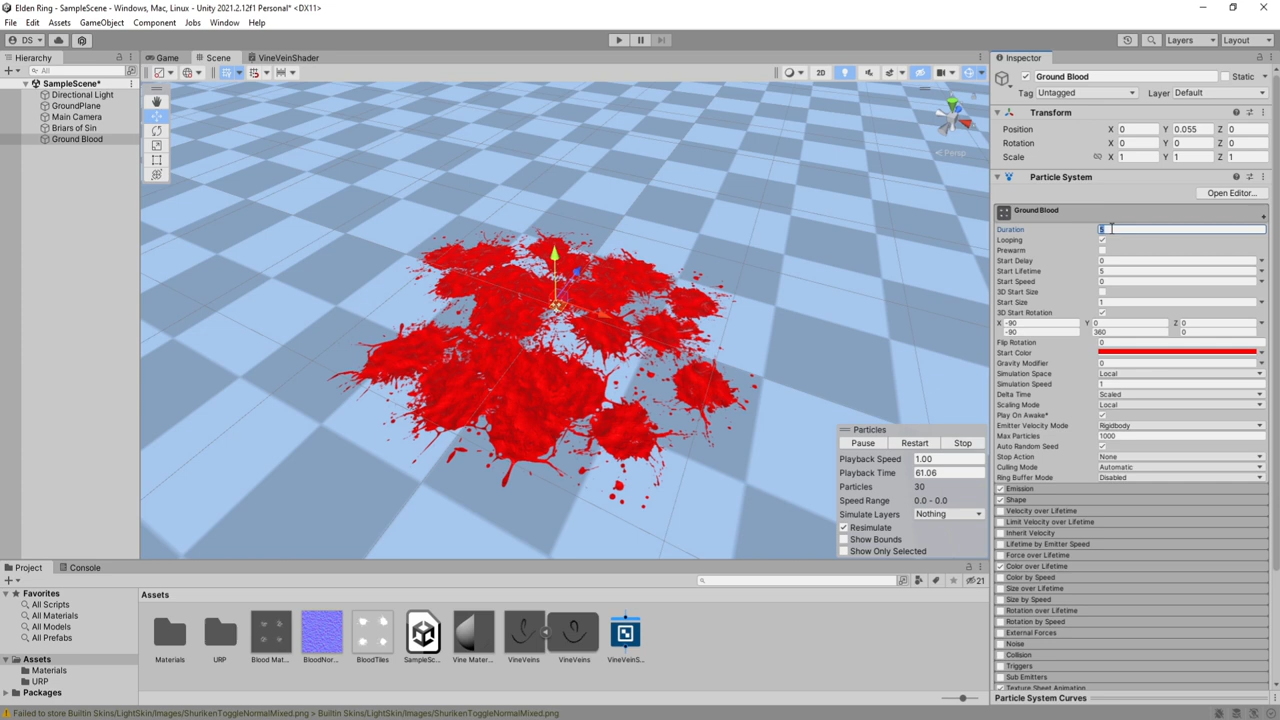 Elden Ring - SampleScene - Windows, Mac, Linux - Unity 2021.2.12f1 Personal* <DX11>
File Edit Assets GameObject Component Jobs Window Help
DS Layers Layout
Hierarchy Game Scene VineVeinShader Inspector
All 2D
SampleScene*
Directional Light
GroundPlane
Main Camera
Briars of Sin
Ground Blood
Persp
Ground Blood Static
Tag Untagged Layer Default
Transform
Position X 0 Y 0.055 Z 0
Rotation X 0 Y 0 Z 0
Scale X 1 Y 1 Z 1
Particle System
Open Editor...
Ground Blood
Duration
Looping
Prewarm
Start Delay 0
Start Lifetime 5
Start Speed 0
3D Start Size
Start Size 1
3D Start Rotation
X -90 Y 0 Z 0
-90 360 0
Flip Rotation 0
Start Color
Gravity Modifier 0
Simulation Space Local
Simulation Speed 1
Delta Time Scaled
Scaling Mode Local
Play On Awake*
Emitter Velocity Mode Rigidbody
Max Particles 1000
Auto Random Seed
Stop Action None
Culling Mode Automatic
Ring Buffer Mode Disabled
Emission
Shape
Velocity over Lifetime
Limit Velocity over Lifetime
Inherit Velocity
Lifetime by Emitter Speed
Force over Lifetime
Color over Lifetime
Color by Speed
Size over Lifetime
Size by Speed
Rotation over Lifetime
Rotation by Speed
External Forces
Noise
Collision
Triggers
Sub Emitters
Texture Sheet Animation
Particle System Curves
Particles
Pause Restart Stop
Playback Speed 1.00
Playback Time 61.06
Particles 30
Speed Range 0.0 - 0.0
Simulate Layers Nothing
Resimulate
Show Bounds
Show Only Selected
Project Console
21
Favorites
All Scripts
All Materials
All Models
All Prefabs
Assets
Materials
URP
Packages
Assets
Materials URP Blood Mat... BloodNor... BloodTiles SampleSc... Vine Mater... VineVeins VineVeins VineVeinS...
Failed to store Builtin Skins/LightSkin/Images/ShurikenToggleNormalMixed.png > Builtin Skins/LightSkin/Images/ShurikenToggleNormalMixed.png